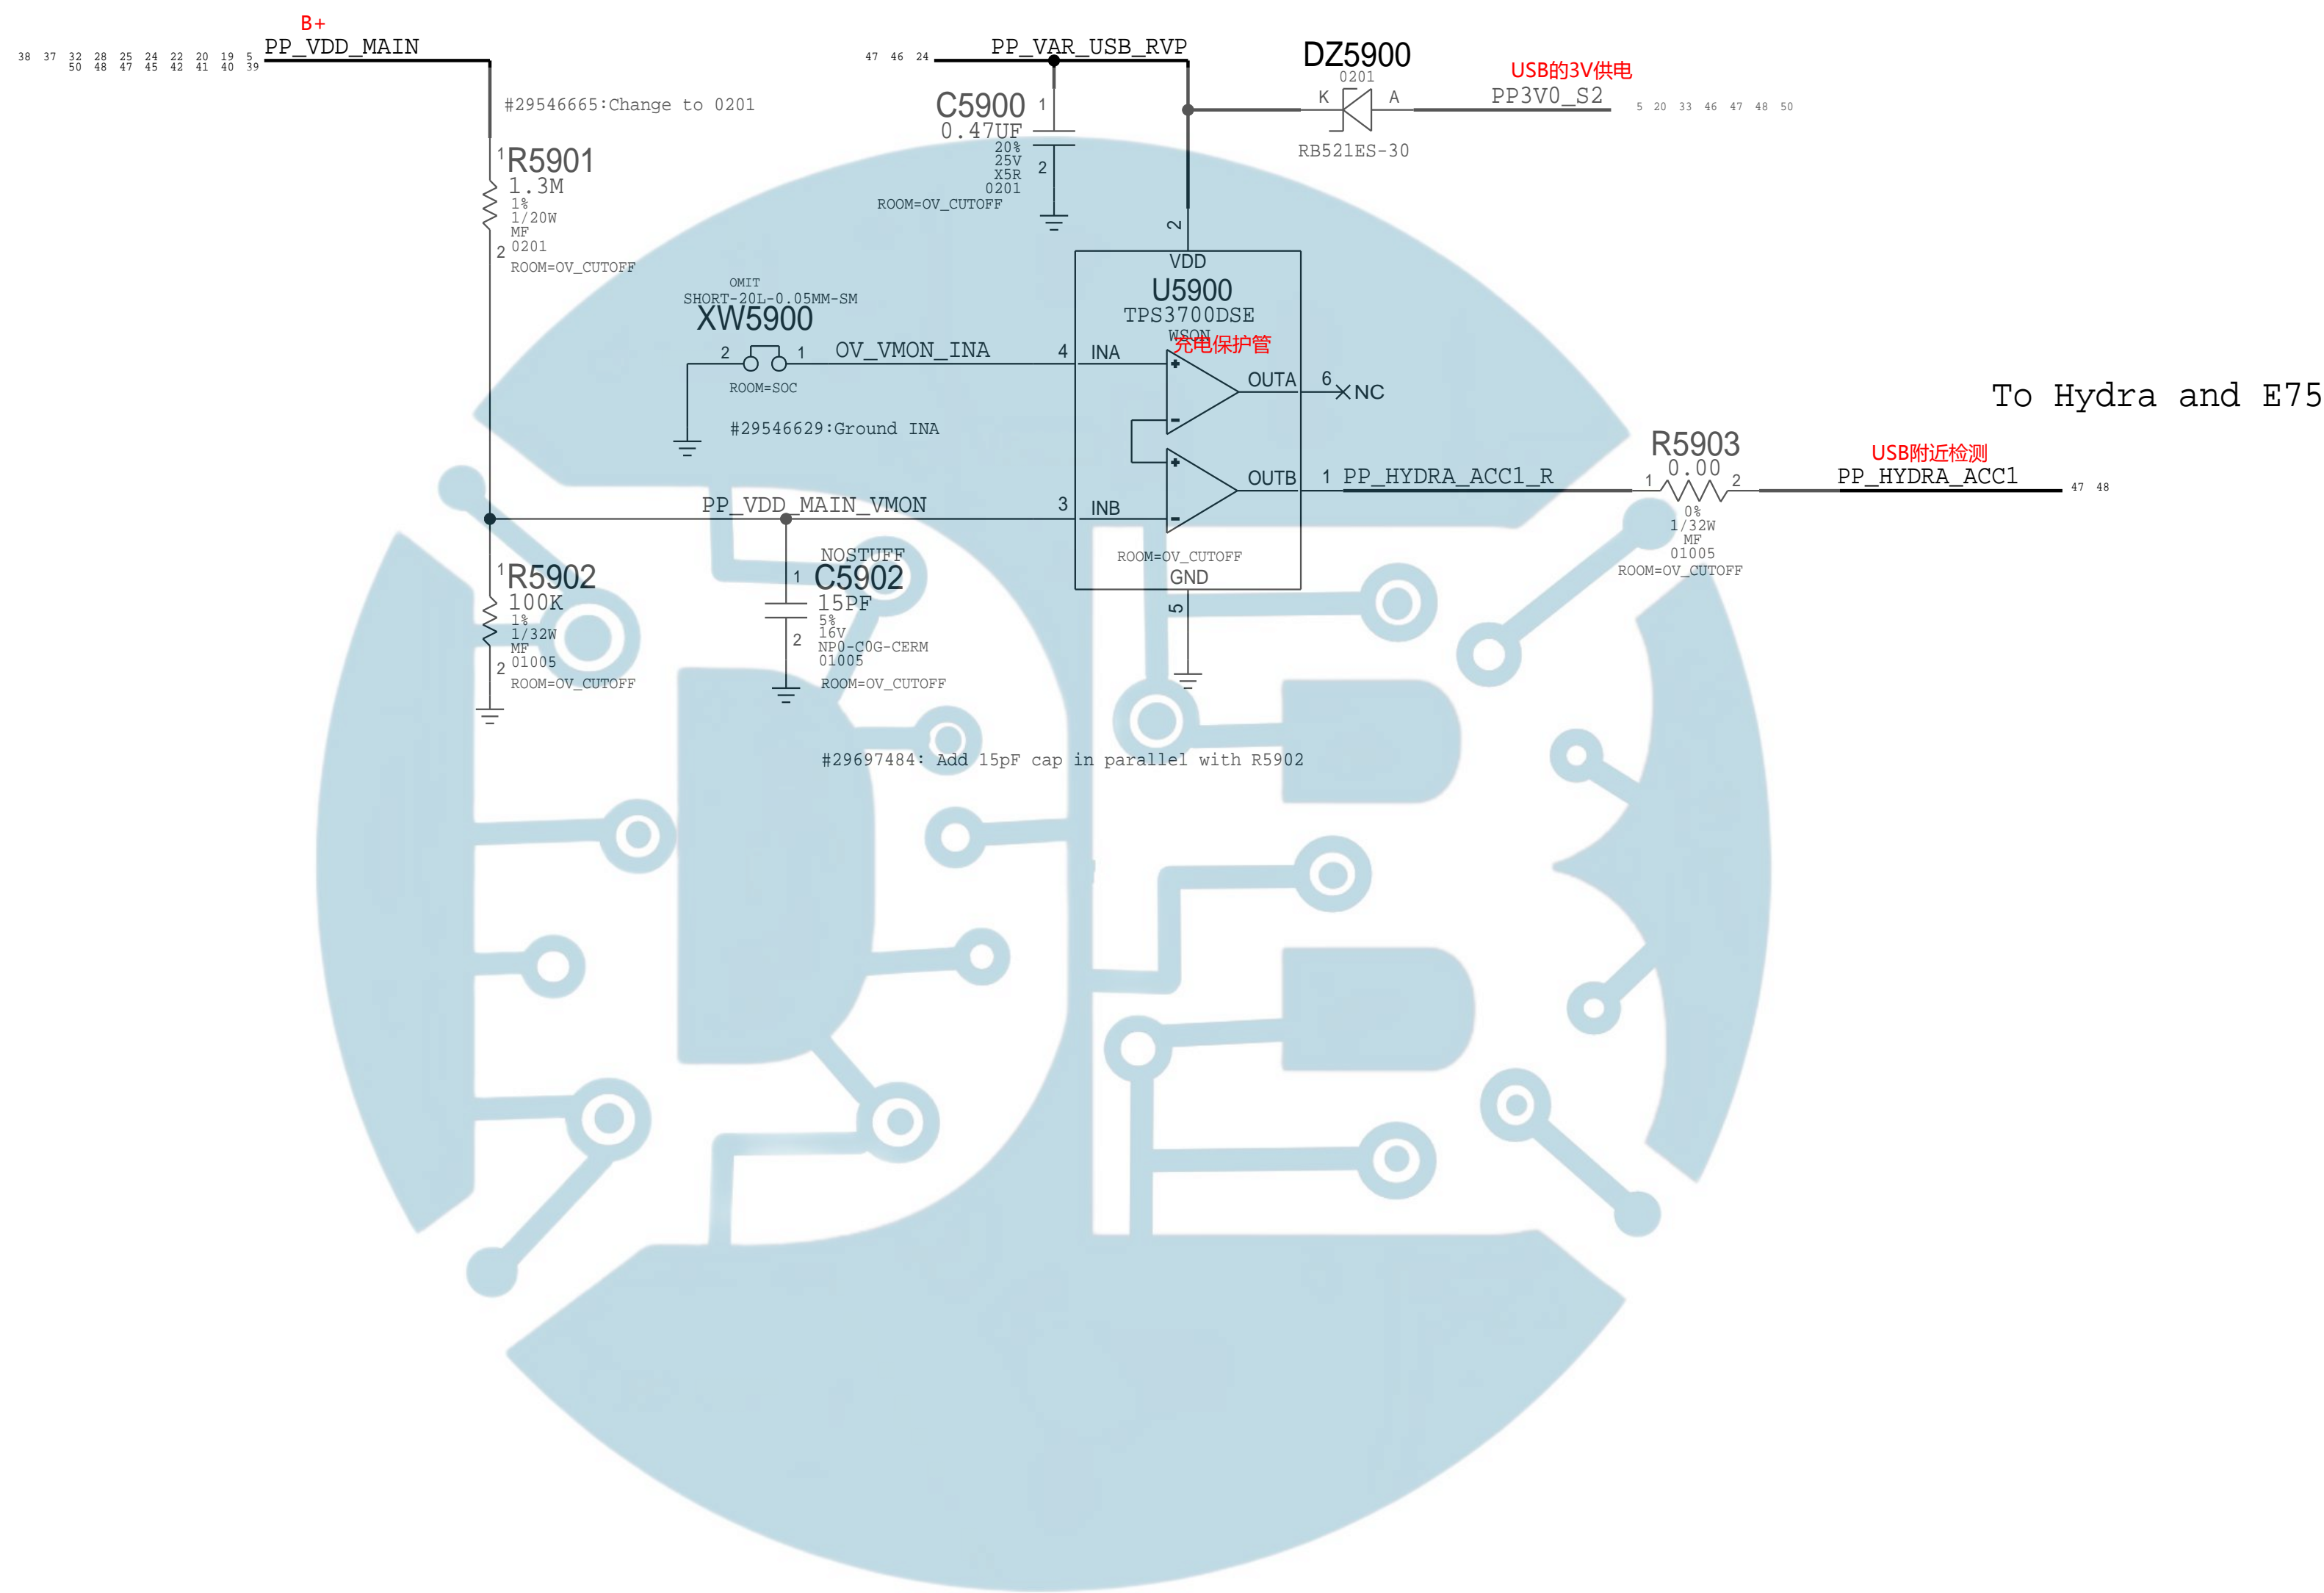 B+
PP_VDD_MAIN
38 37 32 28 25 24 22 20 19 5
50 48 47 45 42 41 40 39
#29546665:Change to 0201
1
R5901
1.3M
1%
1/20W
MF
2
0201
ROOM=OV_CUTOFF
47 46 24
PP_VAR_USB_RVP
C5900
1
0.47UF
20%
25V
X5R
2
0201
ROOM=OV_CUTOFF
DZ5900
0201
K
A
RB521ES-30
USB的3V供电
PP3V0_S2
5 20 33 46 47 48 50
2
VDD
U5900
TPS3700DSE
WSON
充电保护管
OMIT
SHORT-20L-0.05MM-SM
XW5900
2
1
OV_VMON_INA
4
INA
ROOM=SOC
#29546629:Ground INA
+
-
OUTA
6
NC
To Hydra and E75
+
-
OUTB
1
PP_HYDRA_ACC1_R
R5903
0.00
1
2
0%
1/32W
MF
01005
ROOM=OV_CUTOFF
USB附近检测
PP_HYDRA_ACC1
47 48
PP_VDD_MAIN_VMON
3
INB
ROOM=OV_CUTOFF
GND
5
1
R5902
100K
1%
1/32W
MF
2
01005
ROOM=OV_CUTOFF
NOSTUFF
1
C5902
15PF
5%
16V
2
NP0-C0G-CERM
01005
ROOM=OV_CUTOFF
#29697484: Add 15pF cap in parallel with R5902